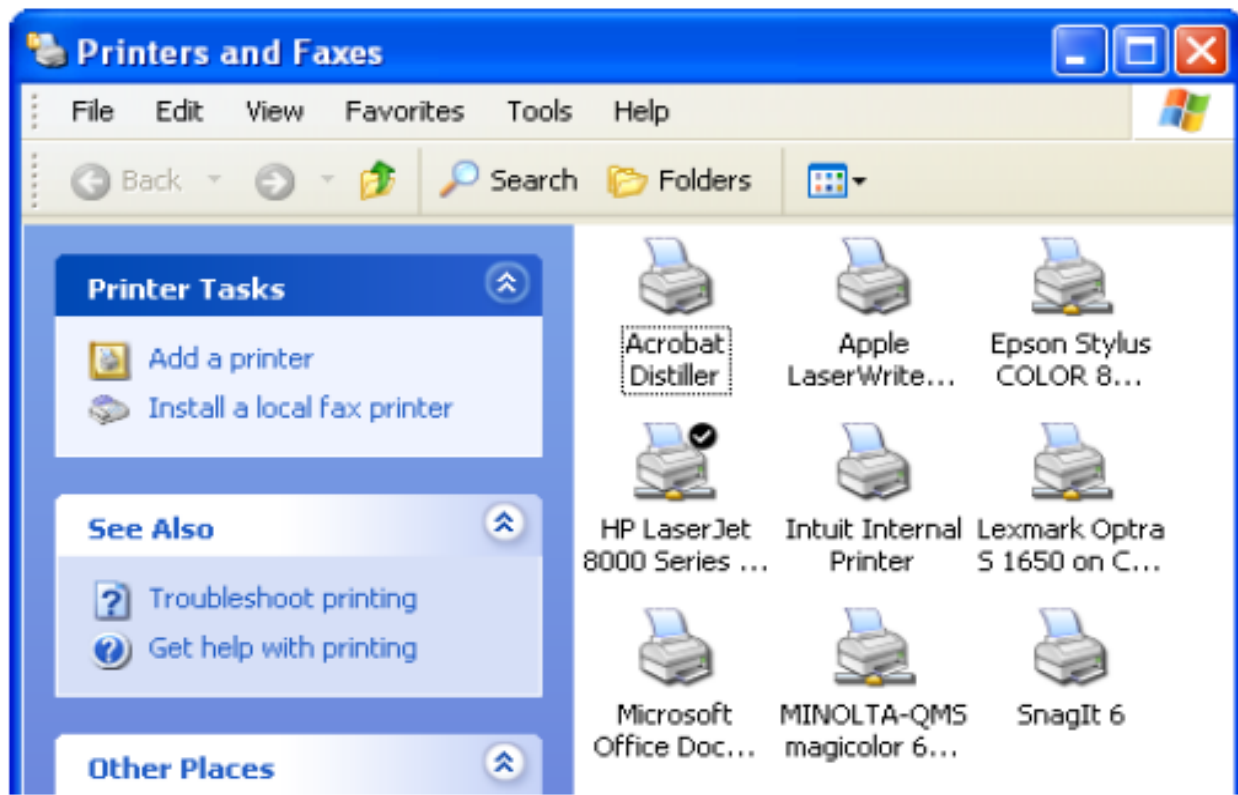 Printers and Faxes
File Edit View Favorites Tools Help
Back Search Folders
Printer Tasks
Add a printer
Install a local fax printer
See Also
Troubleshoot printing
Get help with printing
Other Places
Acrobat
Distiller
Apple
LaserWrite...
Epson Stylus
COLOR 8...
HP LaserJet
8000 Series ...
Intuit Internal
Printer
Lexmark Optra
S 1650 on C...
Microsoft
Office Doc...
MINOLTA-QMS
magicolor 6...
SnagIt 6